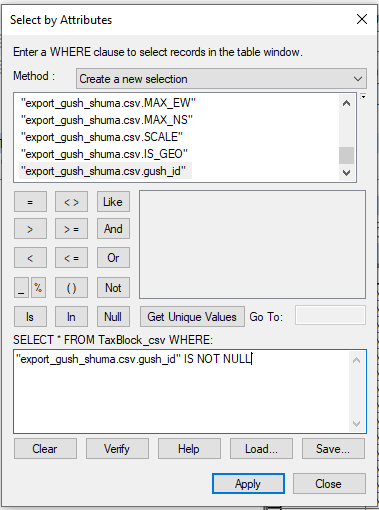 Select by Attributes
Enter a WHERE clause to select records in the table window.
Method : Create a new selection
"export_gush_shuma.csv.MAX_EW"
"export_gush_shuma.csv.MAX_NS"
"export_gush_shuma.csv.SCALE"
"export_gush_shuma.csv.IS_GEO"
"export_gush_shuma.csv.gush_id"
= < > Like
> > = And
< < = Or
_ % ( ) Not
Is In Null Get Unique Values Go To:
SELECT * FROM TaxBlock_csv WHERE:
"export_gush_shuma.csv.gush_id" IS NOT NULL
Clear Verify Help Load... Save...
Apply Close